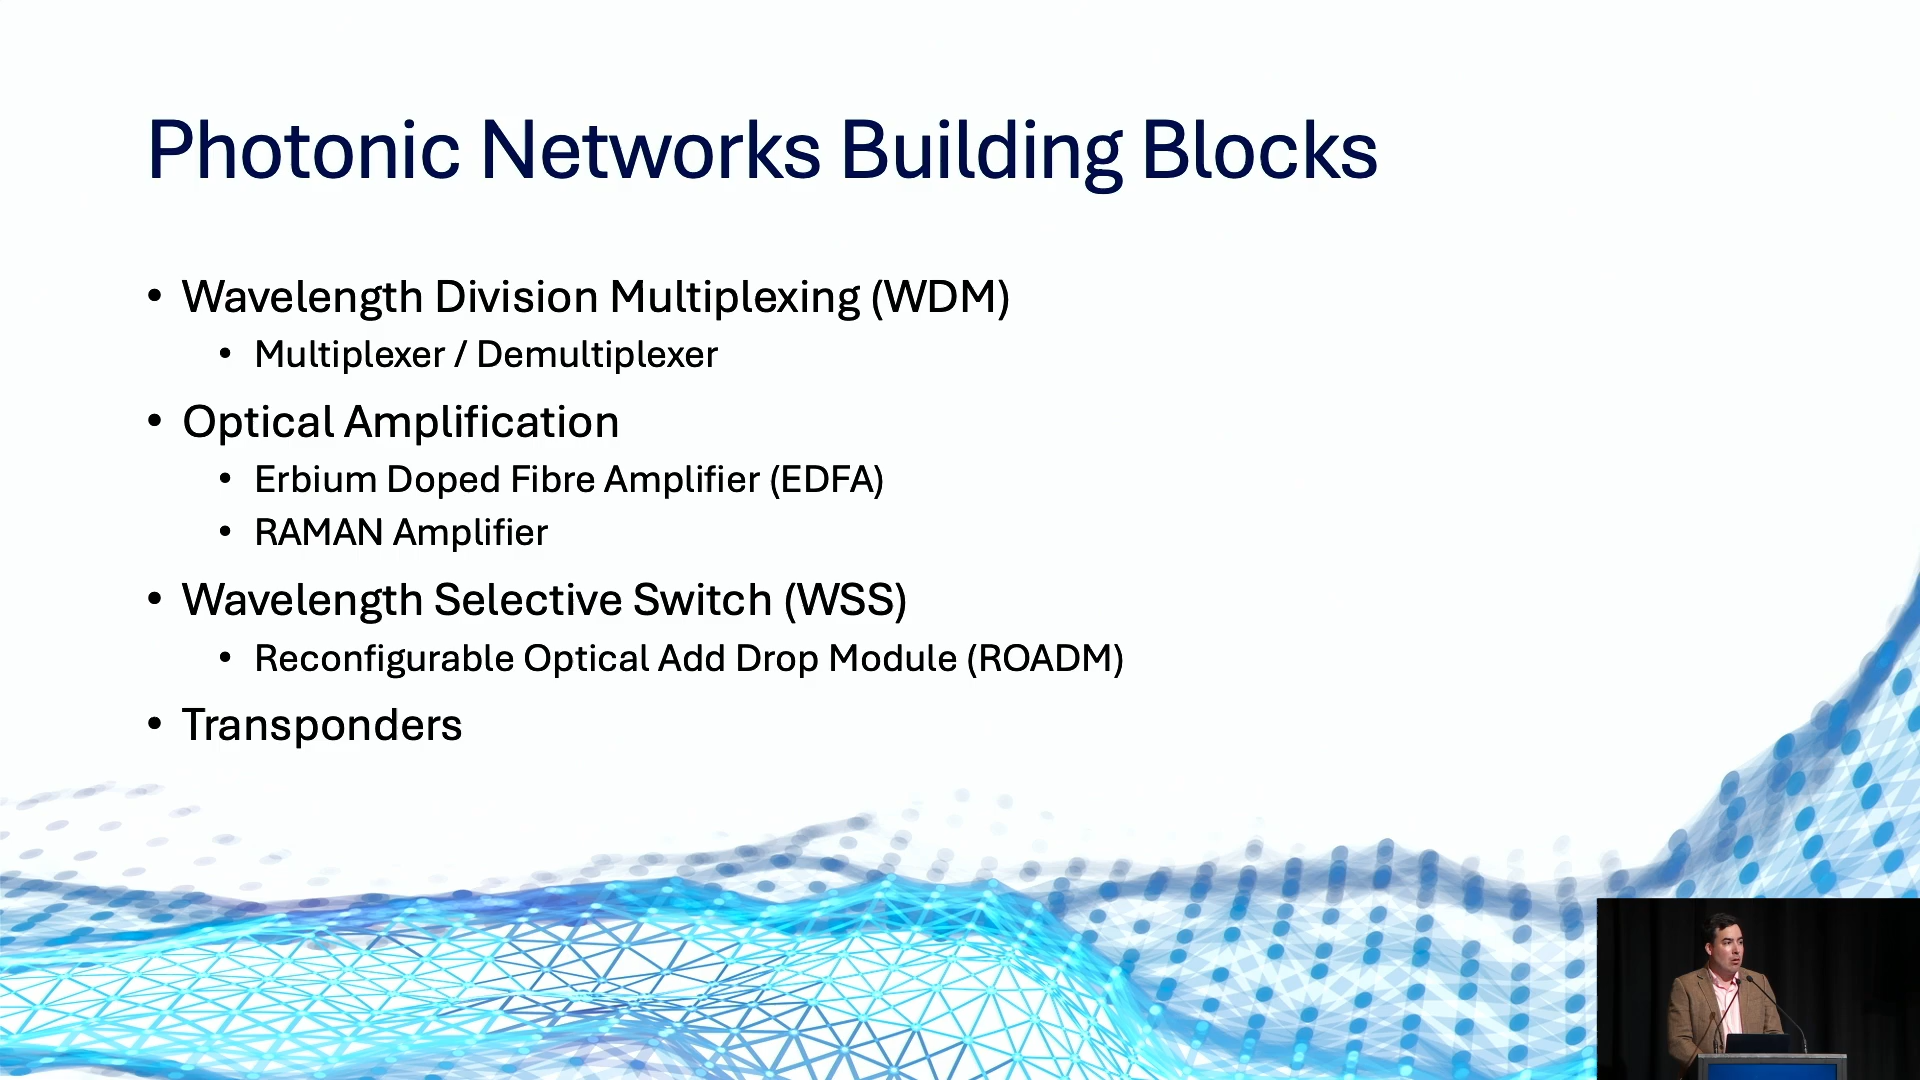 Photonic Networks Building Blocks
• Wavelength Division Multiplexing (WDM)
• Multiplexer / Demultiplexer
• Optical Amplification
• Erbium Doped Fibre Amplifier (EDFA)
• RAMAN Amplifier
• Wavelength Selective Switch (WSS)
• Reconfigurable Optical Add Drop Module (ROADM)
• Transponders